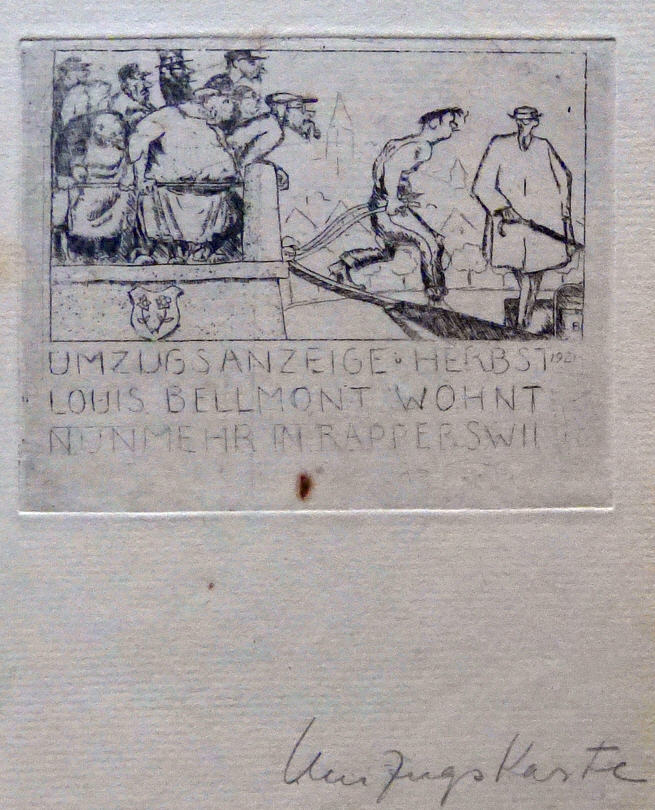 UMZUGSANZEIGE · HERBST 1921
LOUIS BELLMONT WOHNT
NUNMEHR IN RAPPERSWIL
Umzugskarte